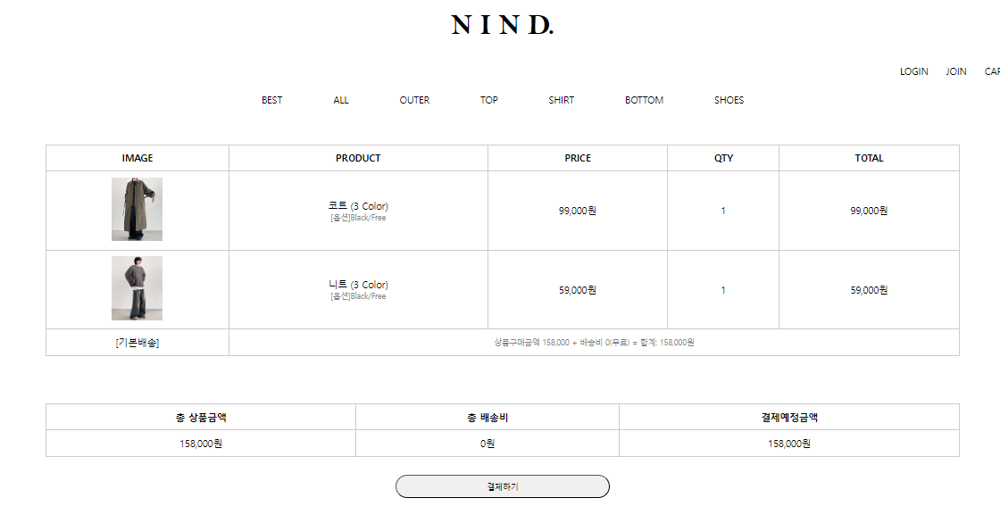 N I N D.
LOGIN JOIN CAR
BEST ALL OUTER TOP SHIRT BOTTOM SHOES
IMAGE PRODUCT PRICE QTY TOTAL
코트 (3 Color)
[옵션]Black/Free
99,000원 1 99,000원
니트 (3 Color)
[옵션]Black/Free
59,000원 1 59,000원
[기본배송] 상품구매금액 158,000 + 배송비 0(무료) = 합계: 158,000원
총 상품금액 총 배송비 결제예정금액
158,000원 0원 158,000원
결제하기